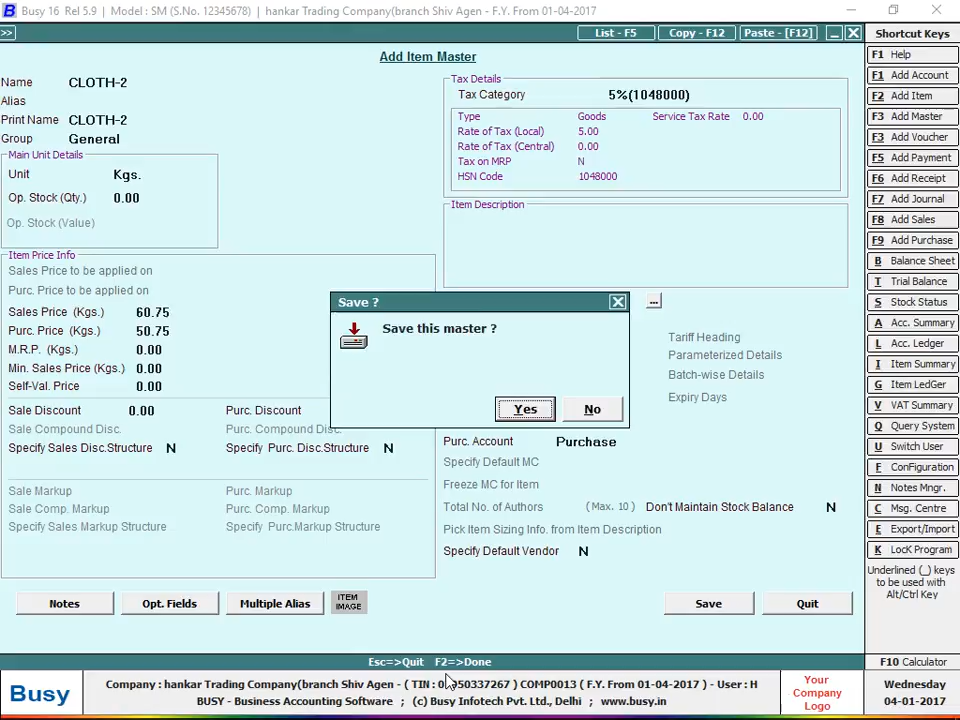 Busy 16 Rel 5.9 | Model : SM (S.No. 12345678) | hankar Trading Company(branch Shiv Agen - F.Y. From 01-04-2017
>>
List - F5
Copy - F12
Paste - [F12]
Shortcut Keys
Add Item Master
Name CLOTH-2
Alias
Print Name CLOTH-2
Group General
Main Unit Details
Unit Kgs.
Op. Stock (Qty.) 0.00
Op. Stock (Value)
Item Price Info
Sales Price to be applied on
Purc. Price to be applied on
Sales Price (Kgs.) 60.75
Purc. Price (Kgs.) 50.75
M.R.P. (Kgs.) 0.00
Min. Sales Price (Kg.) 0.00
Self-Val. Price 0.00
Sale Discount 0.00 Purc. Discount
Sale Compound Disc. Purc. Compound Disc.
Specify Sales Disc.Structure N Specify Purc. Disc.Structure N
Sale Markup Purc. Markup
Sale Comp. Markup Purc. Comp. Markup
Specify Sales Markup Structure Specify Purc.Markup Structure
Tax Details
Tax Category 5%(1048000)
Type Goods Service Tax Rate 0.00
Rate of Tax (Local) 5.00
Rate of Tax (Central) 0.00
Tax on MRP N
HSN Code 1048000
Item Description
...
Save ?
Save this master ?
Yes No
Tariff Heading
Parameterized Details
Batch-wise Details
Expiry Days
Purc. Account Purchase
Specify Default MC
Freeze MC for Item
Total No. of Authors (Max. 10) Don't Maintain Stock Balance N
Pick Item Sizing Info. from Item Description
Specify Default Vendor N
Notes Opt. Fields Multiple Alias ITEM IMAGE Save Quit
F1 Help
F1 Add Account
F2 Add Item
F3 Add Master
F3 Add Voucher
F5 Add Payment
F6 Add Receipt
F7 Add Journal
F8 Add Sales
F9 Add Purchase
B Balance Sheet
T Trial Balance
S Stock Status
A Acc. Summary
L Acc. Ledger
I Item Summary
G Item LedGer
V VAT Summary
Q Query System
U Switch User
F Configuration
N Notes Mngr.
C Msg. Centre
E Export/Import
K LocK Program
Underlined (_) keys
to be used with
Alt/Ctrl Key
F10 Calculator
Esc=>Quit F2=>Done
Busy
Company : hankar Trading Company(branch Shiv Agen - ( TIN : 950337267 ) COMP0013 ( F.Y. From 01-04-2017 ) - User : H
BUSY - Business Accounting Software ; (c) Busy Infotech Pvt. Ltd., Delhi ; www.busy.in
Your
Company
Logo
Wednesday
04-01-2017